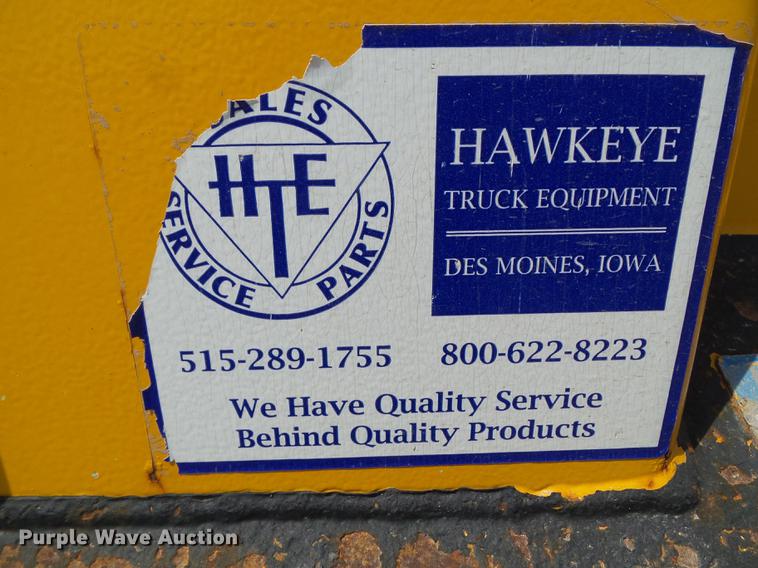 SALES
HTE
SERVICE
PARTS
HAWKEYE
TRUCK EQUIPMENT
DES MOINES, IOWA
515-289-1755 800-622-8223
We Have Quality Service
Behind Quality Products
Purple Wave Auction